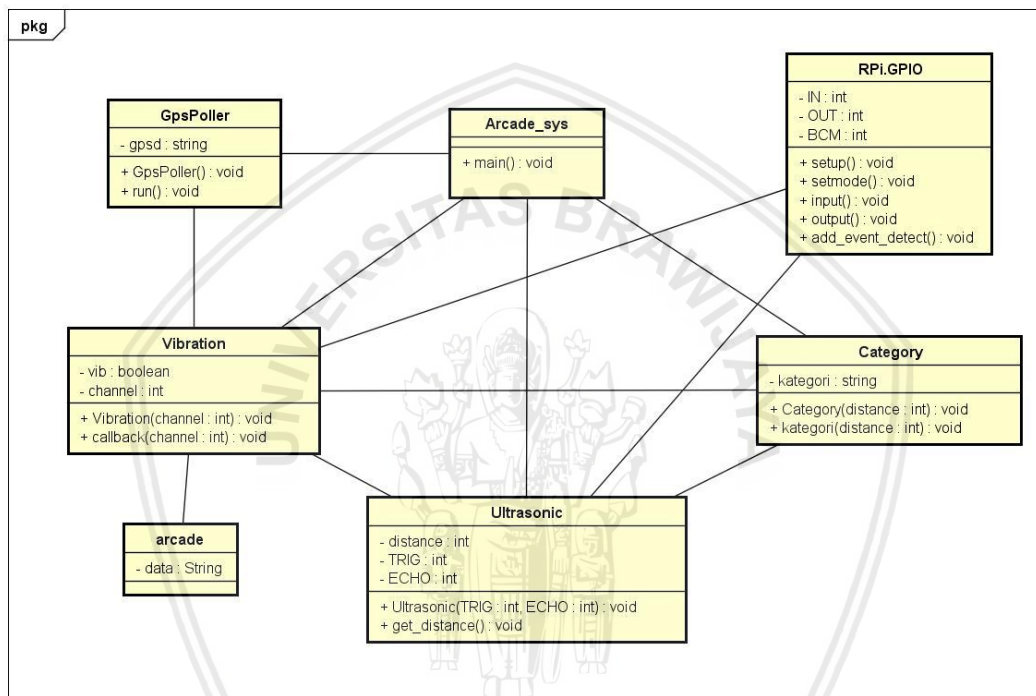 pkg
GpsPoller
- gpsd : string
+ GpsPoller() : void
+ run() : void
Arcade_sys
+ main() : void
RPi.GPIO
- IN : int
- OUT : int
- BCM : int
+ setup() : void
+ setmode() : void
+ input() : void
+ output() : void
+ add_event_detect() : void
Vibration
- vib : boolean
- channel : int
+ Vibration(channel : int) : void
+ callback(channel : int) : void
Category
- kategori : string
+ Category(distance : int) : void
+ kategori(distance : int) : void
arcade
- data : String
Ultrasonic
- distance : int
- TRIG : int
- ECHO : int
+ Ultrasonic(TRIG : int, ECHO : int) : void
+ get_distance() : void
UNIVERSITAS BRAWIJAYA